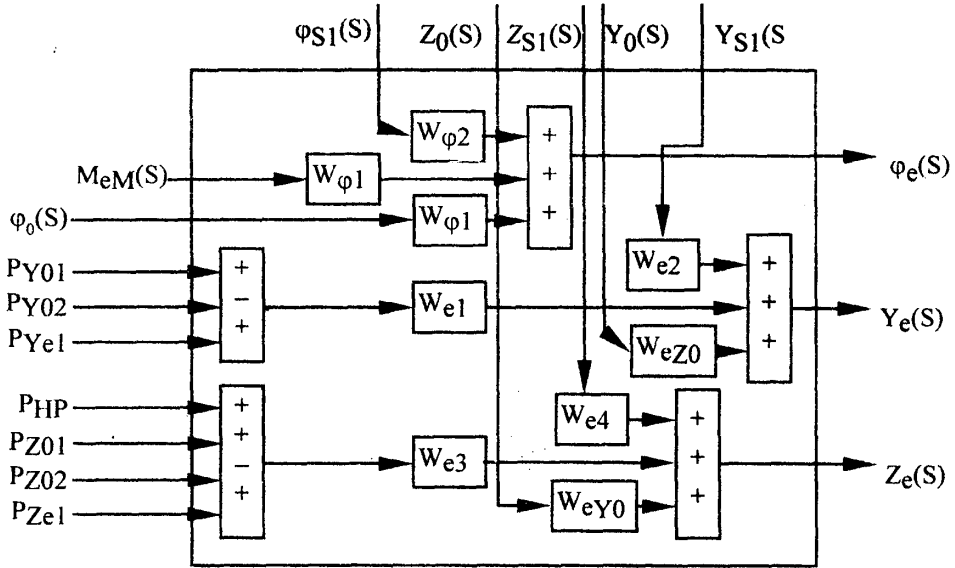 φS1(S) Z0(S) ZS1(S) Y0(S) YS1(S
Wφ2
+
MeM(S) Wφ1 + φe(S)
φ0(S) Wφ1 +
We2 +
PY01 +
PY02 − We1 + Ye(S)
PYe1 + WeZ0 +
PHP + We4 +
PZ01 +
PZ02 − We3 + Ze(S)
PZe1 + WeY0 +